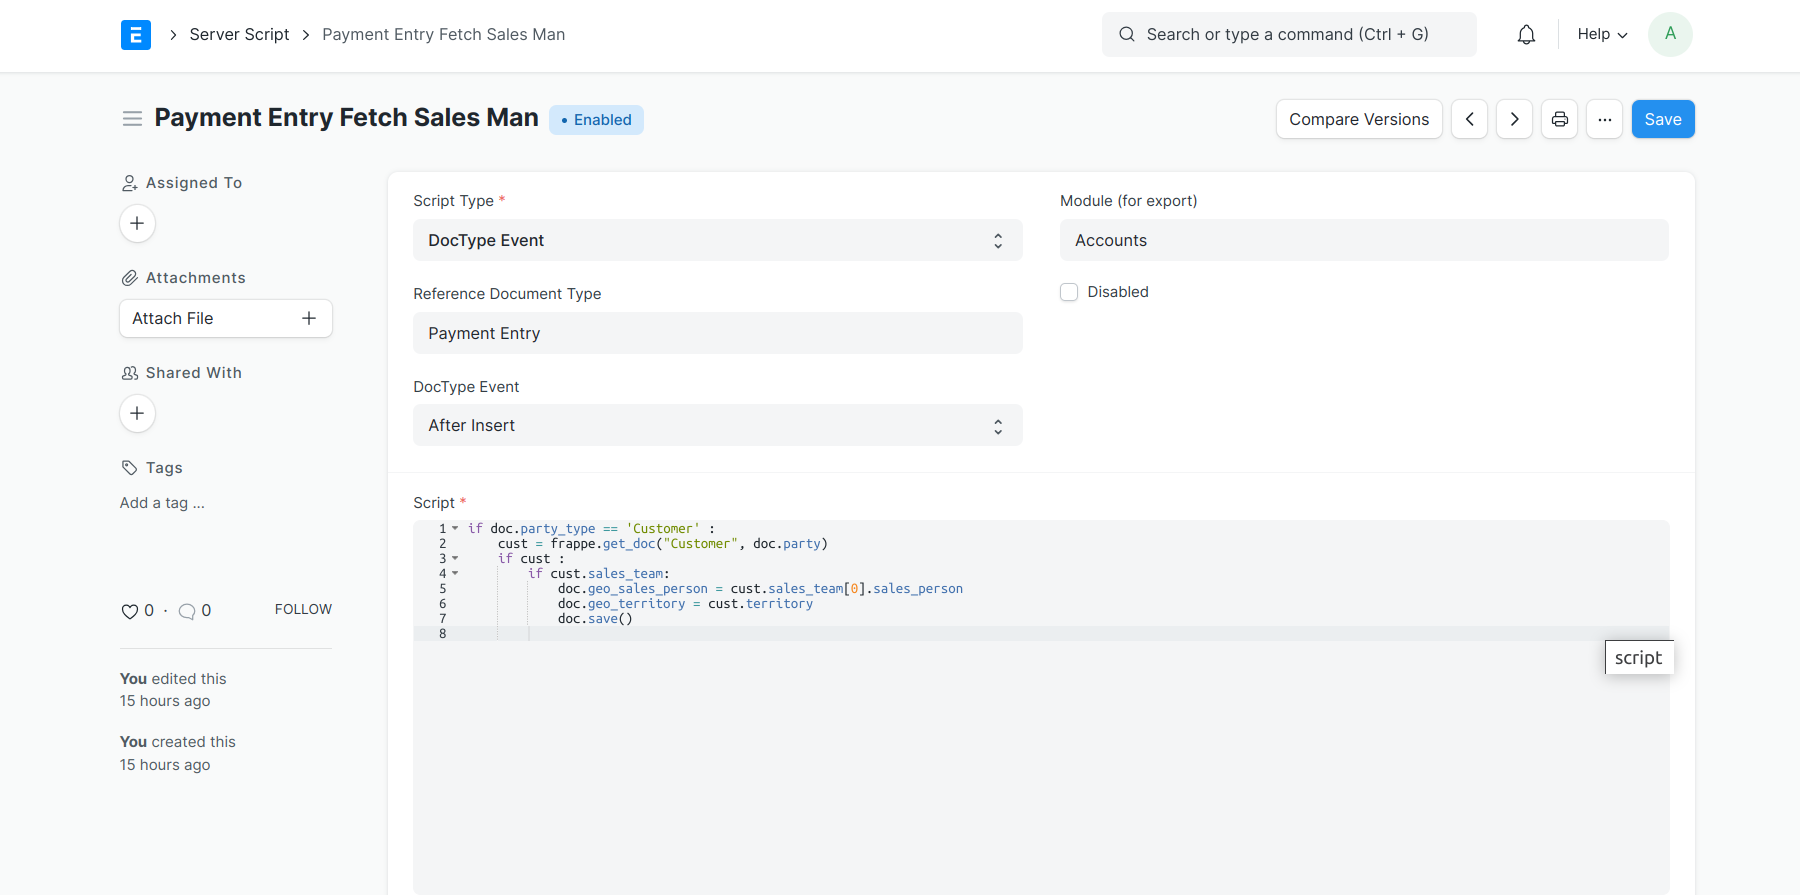 E
Server Script
Payment Entry Fetch Sales Man
Search or type a command (Ctrl + G)
Help
A
Payment Entry Fetch Sales Man
• Enabled
Compare Versions
...
Save
Assigned To
Attachments
Attach File
Shared With
Tags
Add a tag ...
0 · 0
FOLLOW
You edited this
15 hours ago
You created this
15 hours ago
Script Type *
DocType Event
Reference Document Type
Payment Entry
DocType Event
After Insert
Module (for export)
Accounts
Disabled
Script *
1 if doc.party_type == 'Customer' :
2 cust = frappe.get_doc("Customer", doc.party)
3 if cust :
4 if cust.sales_team:
5 doc.geo_sales_person = cust.sales_team[0].sales_person
6 doc.geo_territory = cust.territory
7 doc.save()
8
script